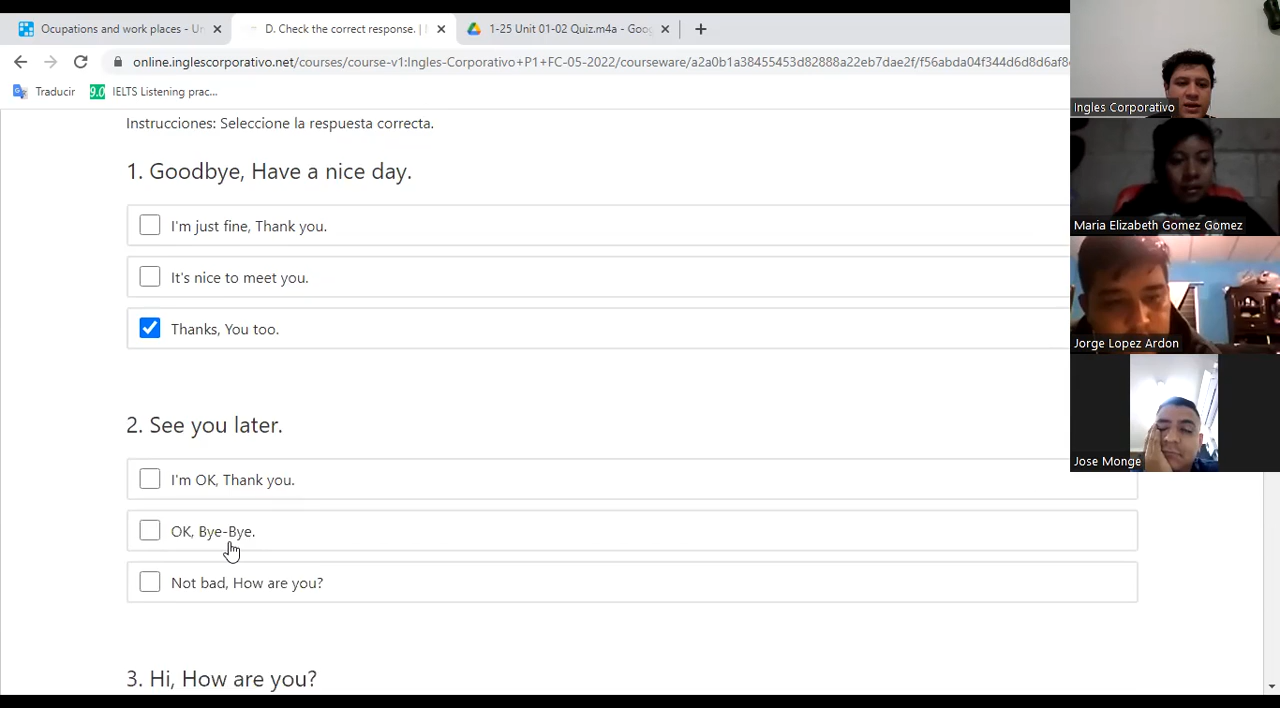 Ocupations and work places - Un
D. Check the correct response. |
1-25 Unit 01-02 Quiz.m4a - Goog
online.inglescorporativo.net/courses/course-v1:Ingles-Corporativo+P1+FC-05-2022/courseware/a2a0b1a38455453d82888a22eb7dae2f/f56abda04f344d6d8d6af8
Traducir
9.0 IELTS Listening prac...
Instrucciones: Seleccione la respuesta correcta.
1. Goodbye, Have a nice day.
I'm just fine, Thank you.
It's nice to meet you.
Thanks, You too.
2. See you later.
I'm OK, Thank you.
OK, Bye-Bye.
Not bad, How are you?
3. Hi, How are you?
Ingles Corporativo
Maria Elizabeth Gomez Gomez
Jorge Lopez Ardon
Jose Monge